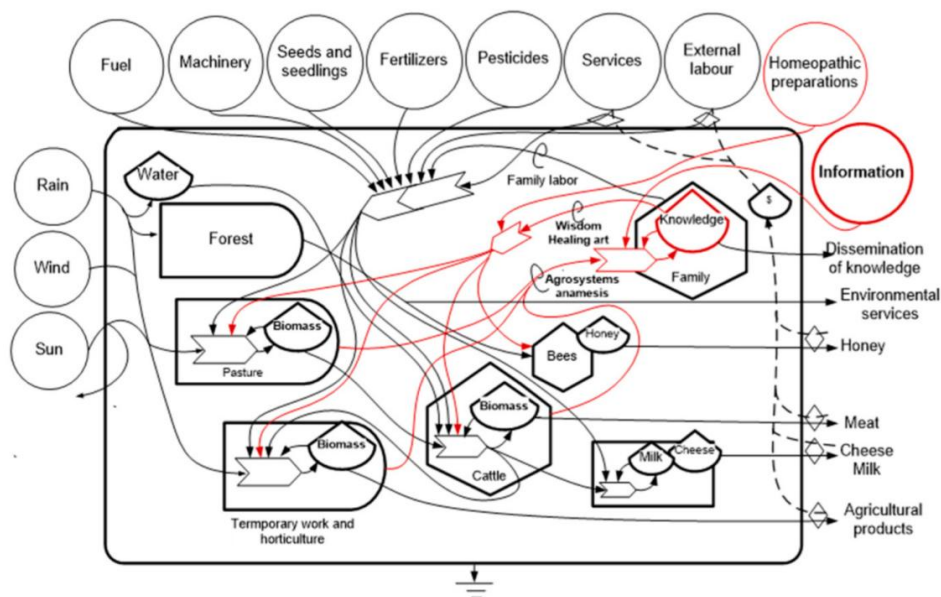 Fuel
Machinery
Seeds and
seedlings
Fertilizers
Pesticides
Services
External
labour
Homeopathic
preparations
Rain
Water
Family labor
Information
$
Forest
Wisdom
Healing art
Knowledge
Family
Dissemination
of knowledge
Wind
Agrosystems
anamesis
Environmental
services
Sun
Biomass
Pasture
Bees
Honey
Honey
Biomass
Cattle
Meat
Biomass
Milk
Cheese
Cheese
Milk
Termporary work and
horticulture
Agricultural
products